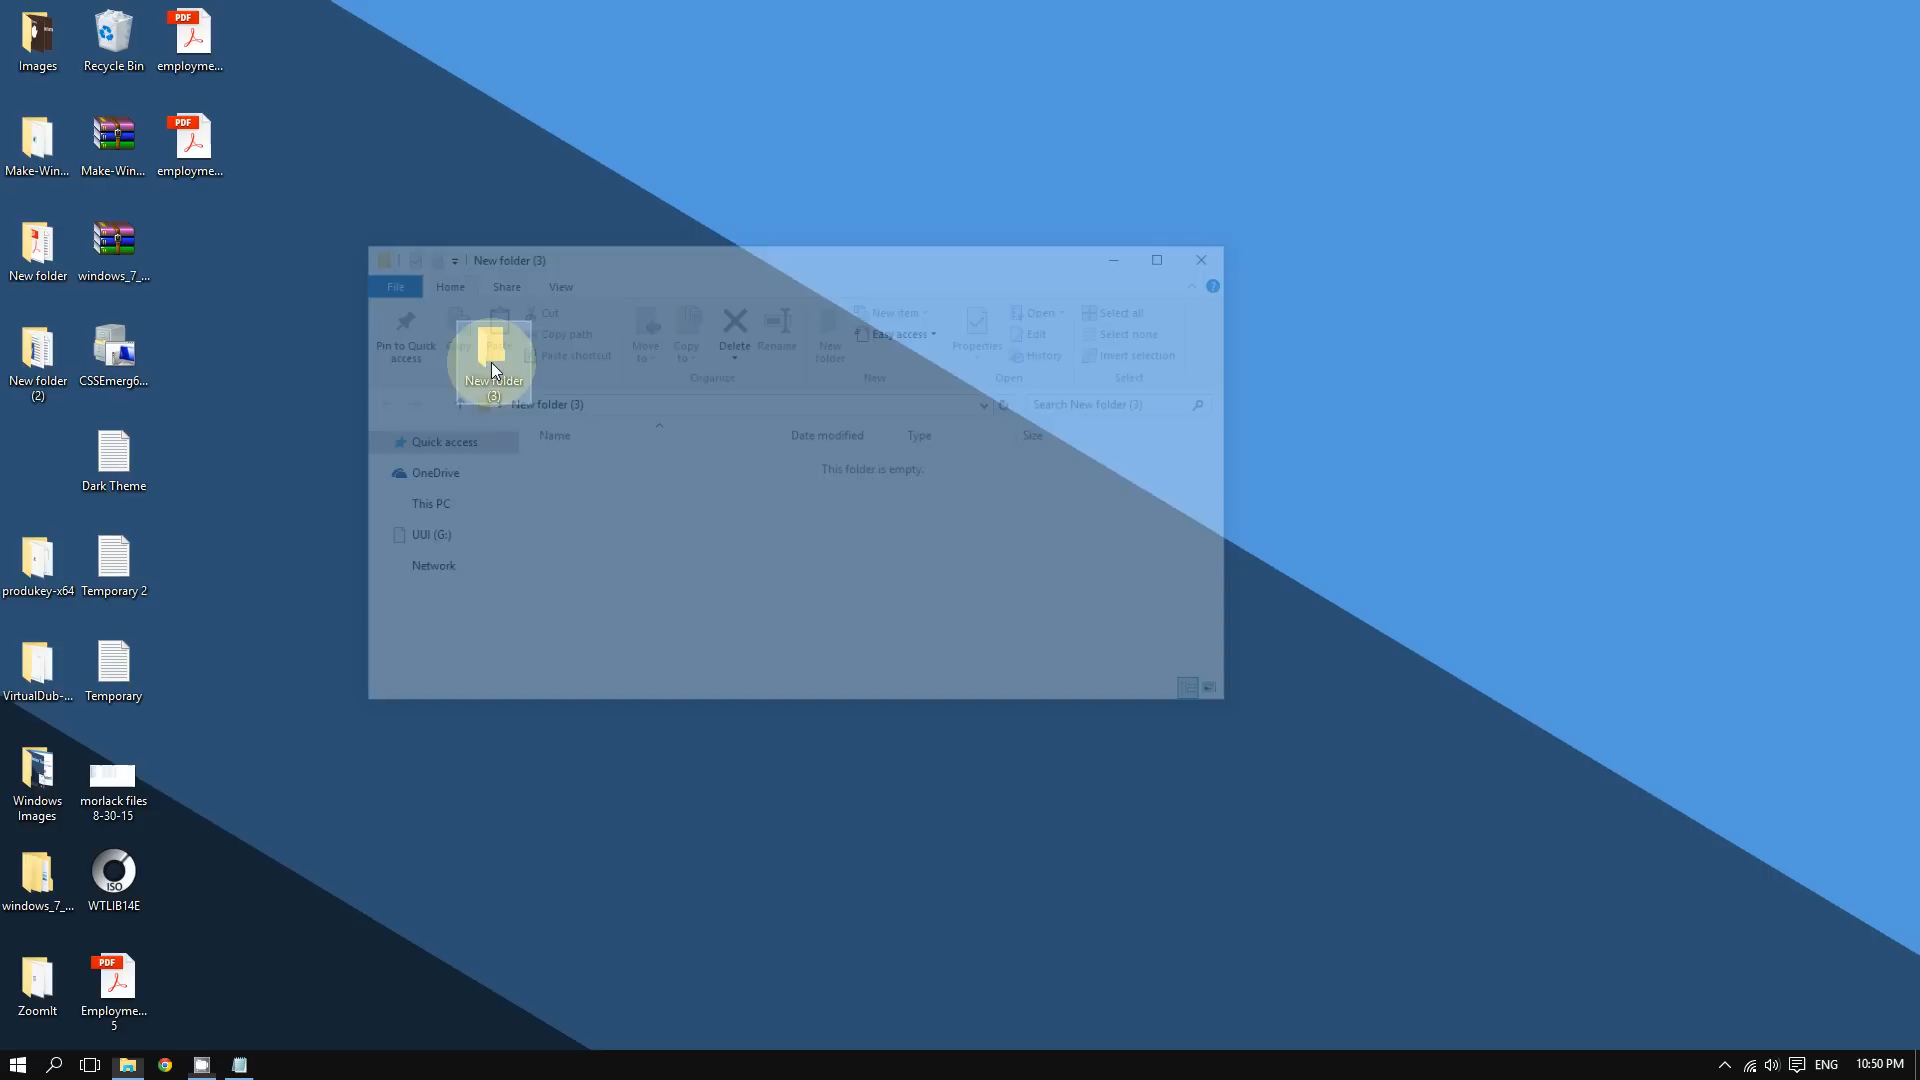 Images
Recycle Bin
PDF
employme...
Make-Win...
Make-Win...
PDF
employme...
New folder
windows_7_...
New folder
(2)
CSSEmerg6...
Dark Theme
produkey-x64
Temporary 2
VirtualDub-...
Temporary
Windows
Images
morlack files
8-30-15
windows_7_...
ISO
WTLIB14E
ZoomIt
PDF
Employme...
5
New folder (3)
File
Home
Share
View
Pin to Quick
access
Copy
Paste
Cut
Copy path
Paste shortcut
Move
to
Copy
to
Delete
Rename
Organize
New
folder
New item
Easy access
New
Properties
Open
Edit
History
Open
Select all
Select none
Invert selection
Select
New folder
(3)
New folder (3)
Search New folder (3)
Name
Date modified
Type
Size
This folder is empty.
Quick access
OneDrive
This PC
UUI (G:)
Network
ENG
10:50 PM